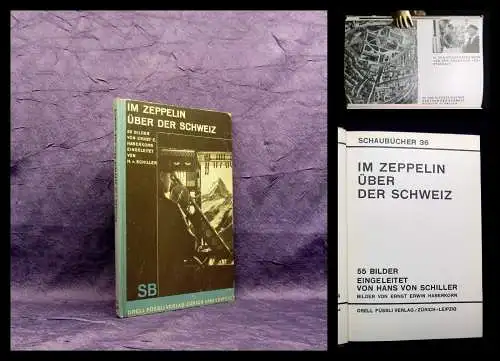 IM ZEPPELIN
ÜBER DER SCHWEIZ
55 BILDER
VON ERNST E.
HABERKORN
EINGELEITET
VON
H. v. SCHILLER
SB
ORELL FÜSSLI VERLAG ZÜRICH UND LEIPZIG
SCHAUBÜCHER 36
IM ZEPPELIN
ÜBER
DER SCHWEIZ
55 BILDER
EINGELEITET
VON HANS VON SCHILLER
BILDER VON ERNST ERWIN HABERKORN
ORELL FÜSSLI VERLAG/ZÜRICH-LEIPZIG